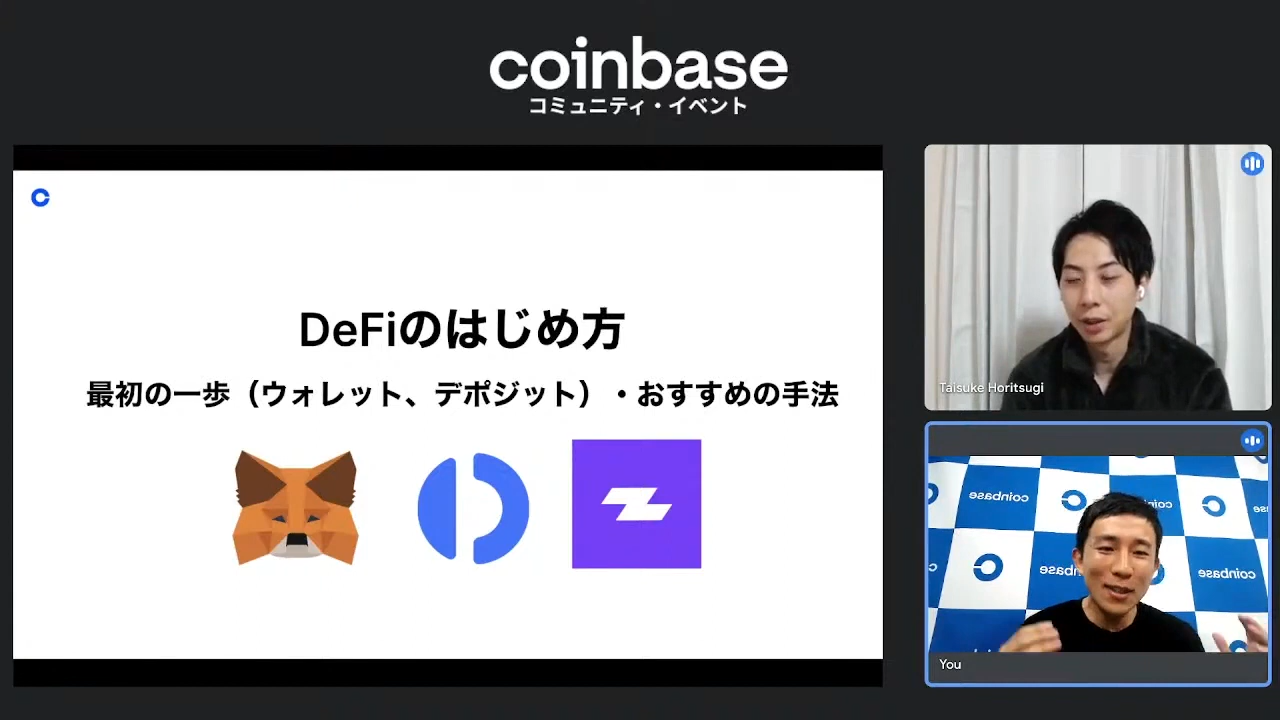 coinbase
コミュニティ・イベント
DeFiのはじめ方
最初の一歩（ウォレット、デポジット）・おすすめの手法
Taisuke Horitsugi
coinbase
coinbase
coinbase
You